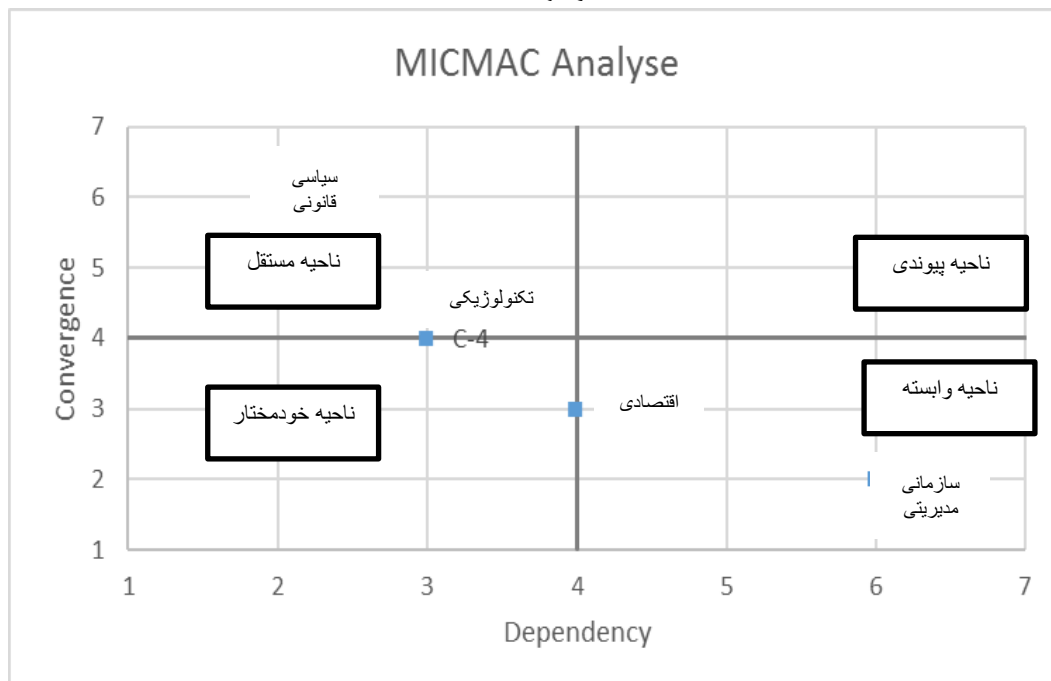 MICMAC Analyse
7
6
5
4
3
2
1
Convergence
سیاسی
قانونی
ناحیه مستقل
ناحیه پیوندی
تکنولوژیکی
C-4
ناحیه خودمختار
اقتصادی
ناحیه وابسته
سازمانی
مدیریتی
1 2 3 4 5 6 7
Dependency